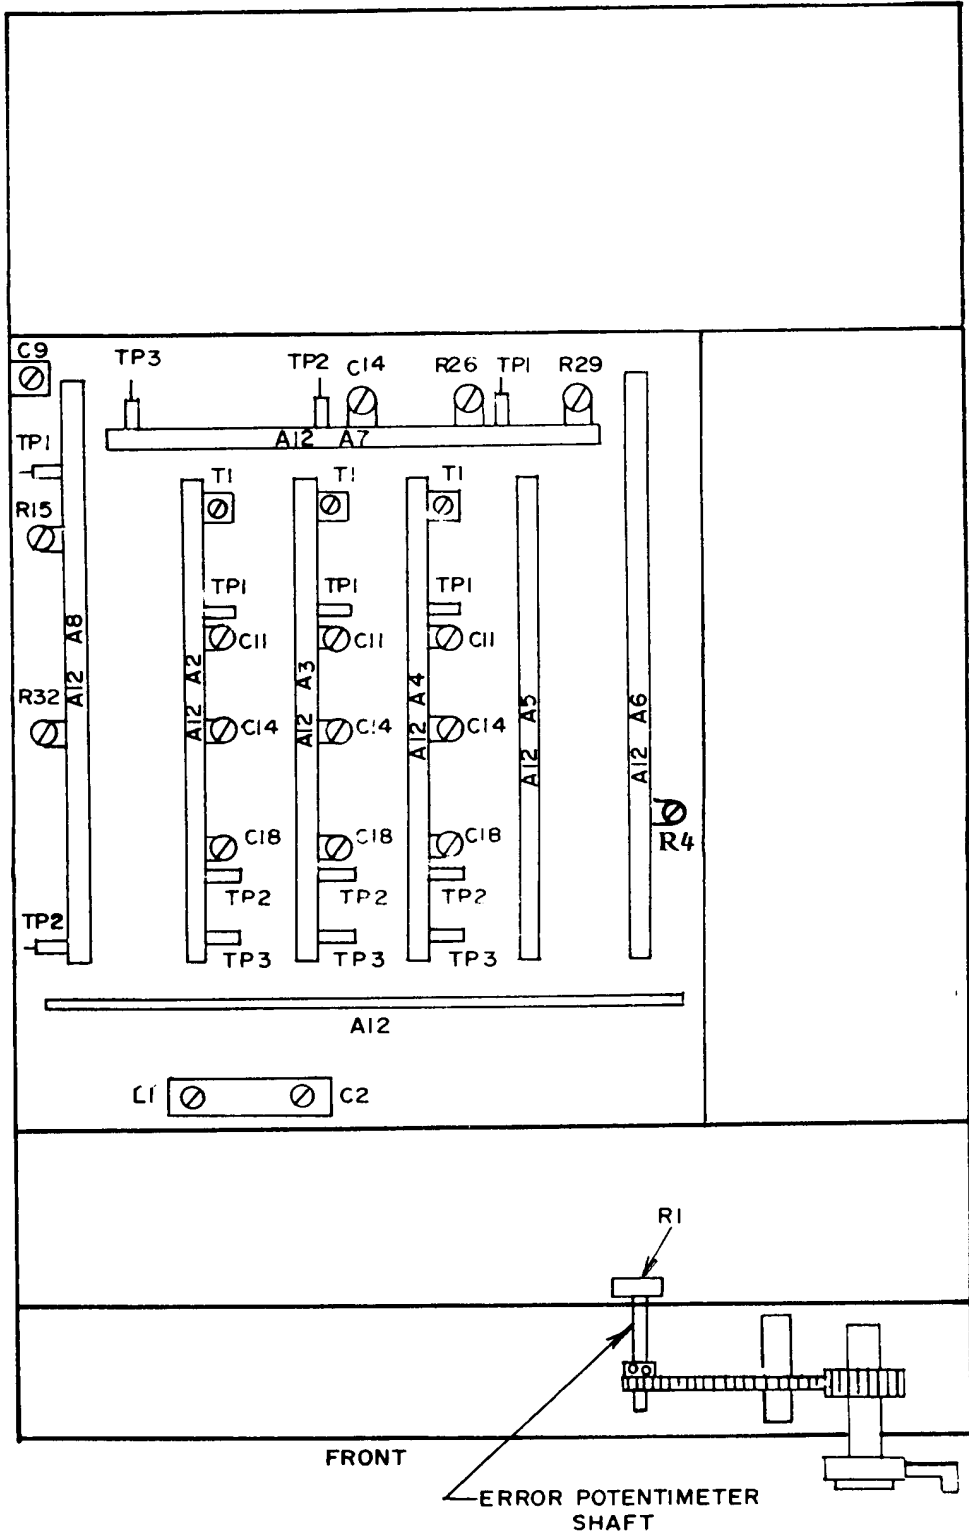 C9
TP3
TP2
C14
R26
TP1
R29
A12 A7
TP1
T1
T1
T1
R15
TP1
TP1
TP1
C11
C11
C11
A12 A8
A12 A2
A12 A3
A12 A4
A12 A5
A12 A6
R32
C14
C14
C14
R4
C18
C18
C18
TP2
TP2
TP2
TP2
TP3
TP3
TP3
A12
C2
R1
FRONT
ERROR POTENTIMETER
SHAFT